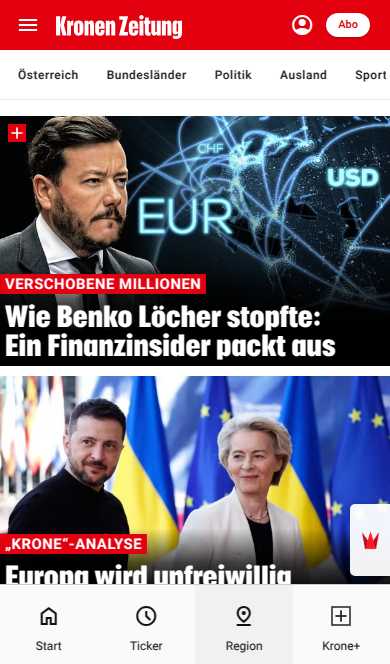 Kronen Zeitung
Abo
Österreich Bundesländer Politik Ausland Sport
CHF
USD
EUR
VERSCHOBENE MILLIONEN
Wie Benko Löcher stopfte:
Ein Finanzinsider packt aus
„KRONE“-ANALYSE
Europa wird unfreiwillig
Start Ticker Region Krone+